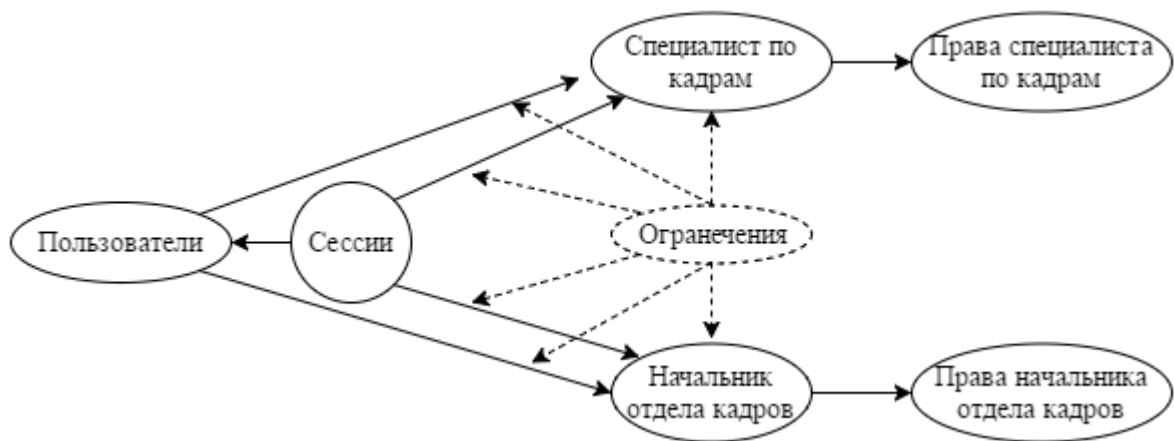 Специалист по
кадрам
Права специалиста
по кадрам
Пользователи
Сессии
Огранечения
Начальник
отдела кадров
Права начальника
отдела кадров